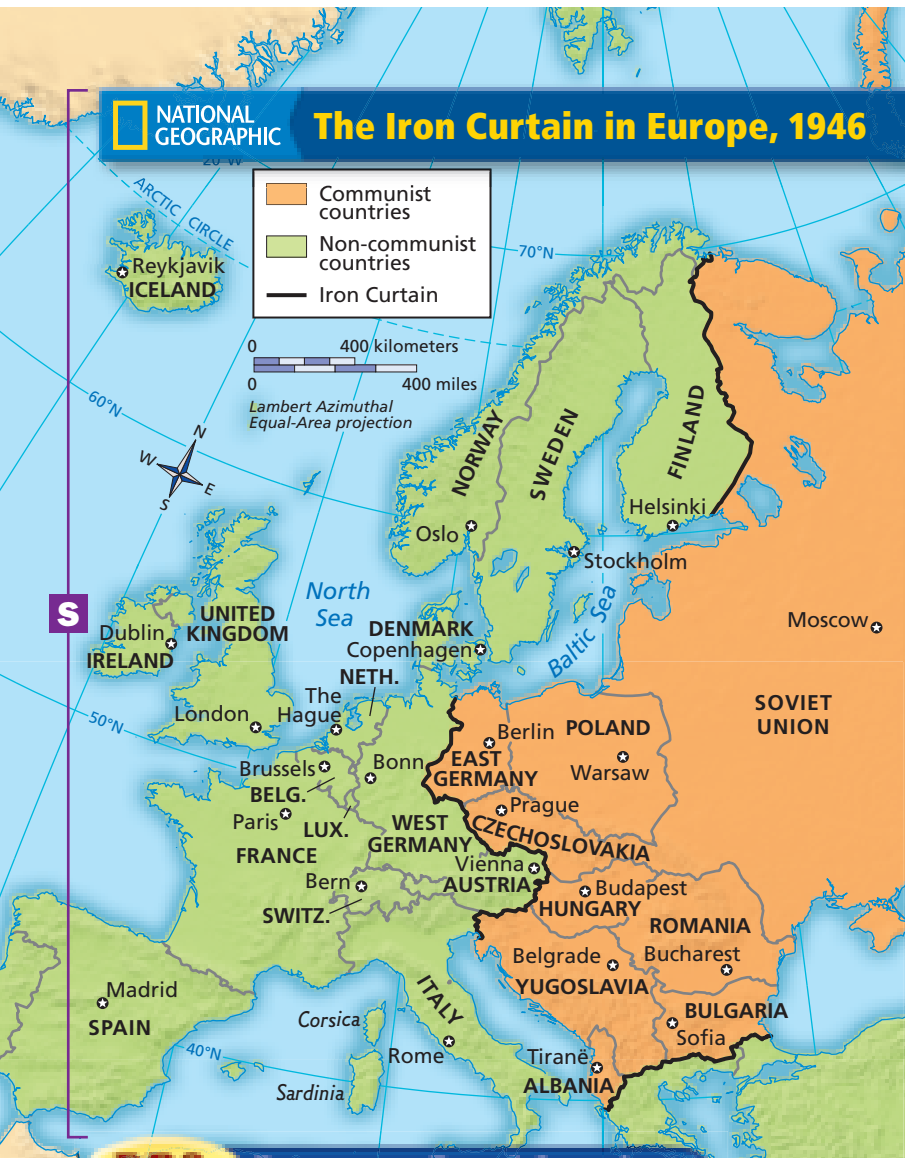 NATIONAL
GEOGRAPHIC
The Iron Curtain in Europe, 1946
20°W
Communist
countries
Non-communist
countries
Iron Curtain
ARCTIC CIRCLE
70°N
Reykjavik
ICELAND
0 400 kilometers
0 400 miles
Lambert Azimuthal
Equal-Area projection
60°N
N
W
E
S
NORWAY
SWEDEN
FINLAND
Helsinki
Oslo
Stockholm
S
North
Sea
Baltic Sea
UNITED
KINGDOM
Dublin
IRELAND
DENMARK
Copenhagen
Moscow
NETH.
The
Hague
London
50°N
SOVIET
UNION
Berlin
POLAND
EAST
GERMANY
Warsaw
Brussels
Bonn
BELG.
Prague
Paris
LUX.
WEST
GERMANY
CZECHOSLOVAKIA
FRANCE
Vienna
AUSTRIA
Bern
SWITZ.
Budapest
HUNGARY
ROMANIA
Belgrade
Bucharest
YUGOSLAVIA
Madrid
SPAIN
ITALY
BULGARIA
Sofia
Corsica
Rome
40°N
Sardinia
Tiranë
ALBANIA